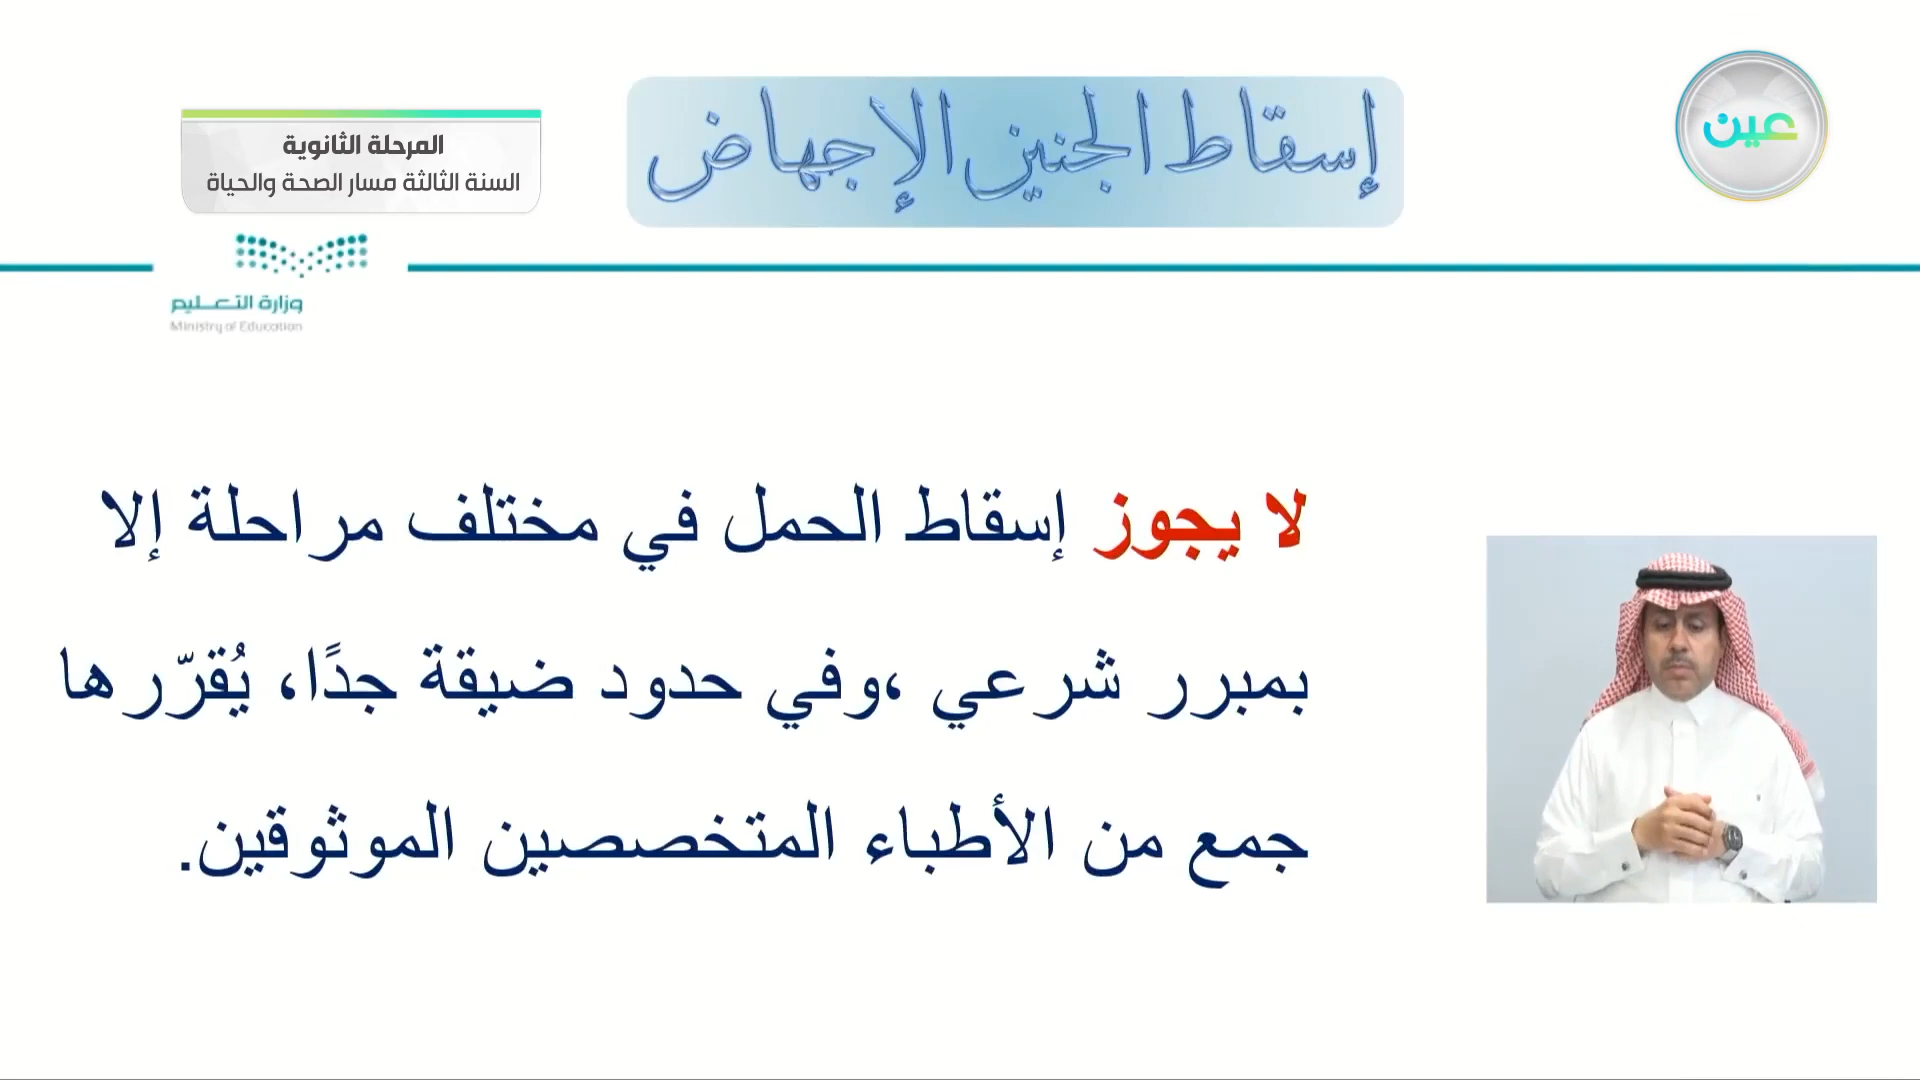 عين
إسقاط الجنين الإجهاض
المرحلة الثانوية
السنة الثالثة مسار الصحة والحياة
وزارة التعليم
Ministry of Education
لا يجوز إسقاط الحمل في مختلف مراحلة إلا
بمبرر شرعي ،وفي حدود ضيقة جدًا، يُقرّرها
جمع من الأطباء المتخصصين الموثوقين.